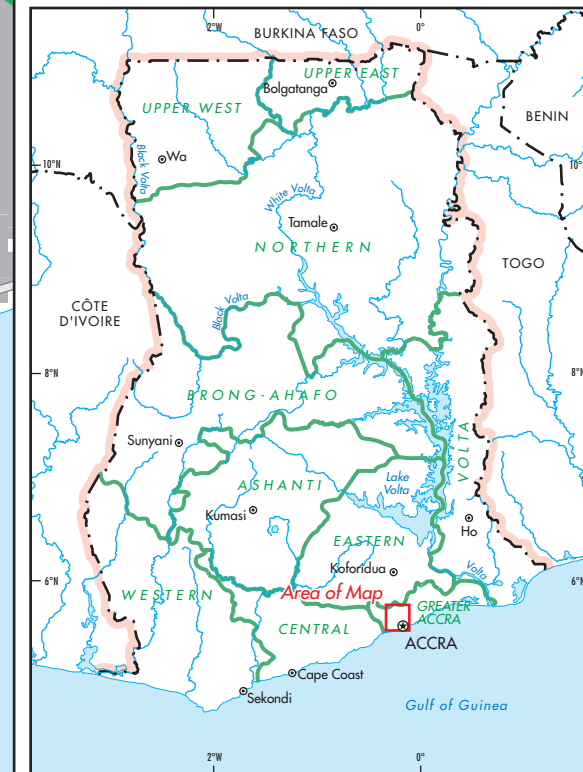 2°W
0°
BURKINA FASO
UPPER EAST
Bolgatanga
UPPER WEST
BENIN
Black Volta
Wa
10°N
10°
White Volta
Tamale
NORTHERN
TOGO
CÔTE
D'IVOIRE
Black Volta
8°N
8°
BRONG-AHAFO
Sunyani
VOLTA
ASHANTI
Lake
Volta
Kumasi
Ho
EASTERN
Koforidua
Volta
6°N
6°
Area of Map
WESTERN
GREATER
ACCRA
CENTRAL
ACCRA
Cape Coast
Sekondi
Gulf of Guinea
2°W
0°